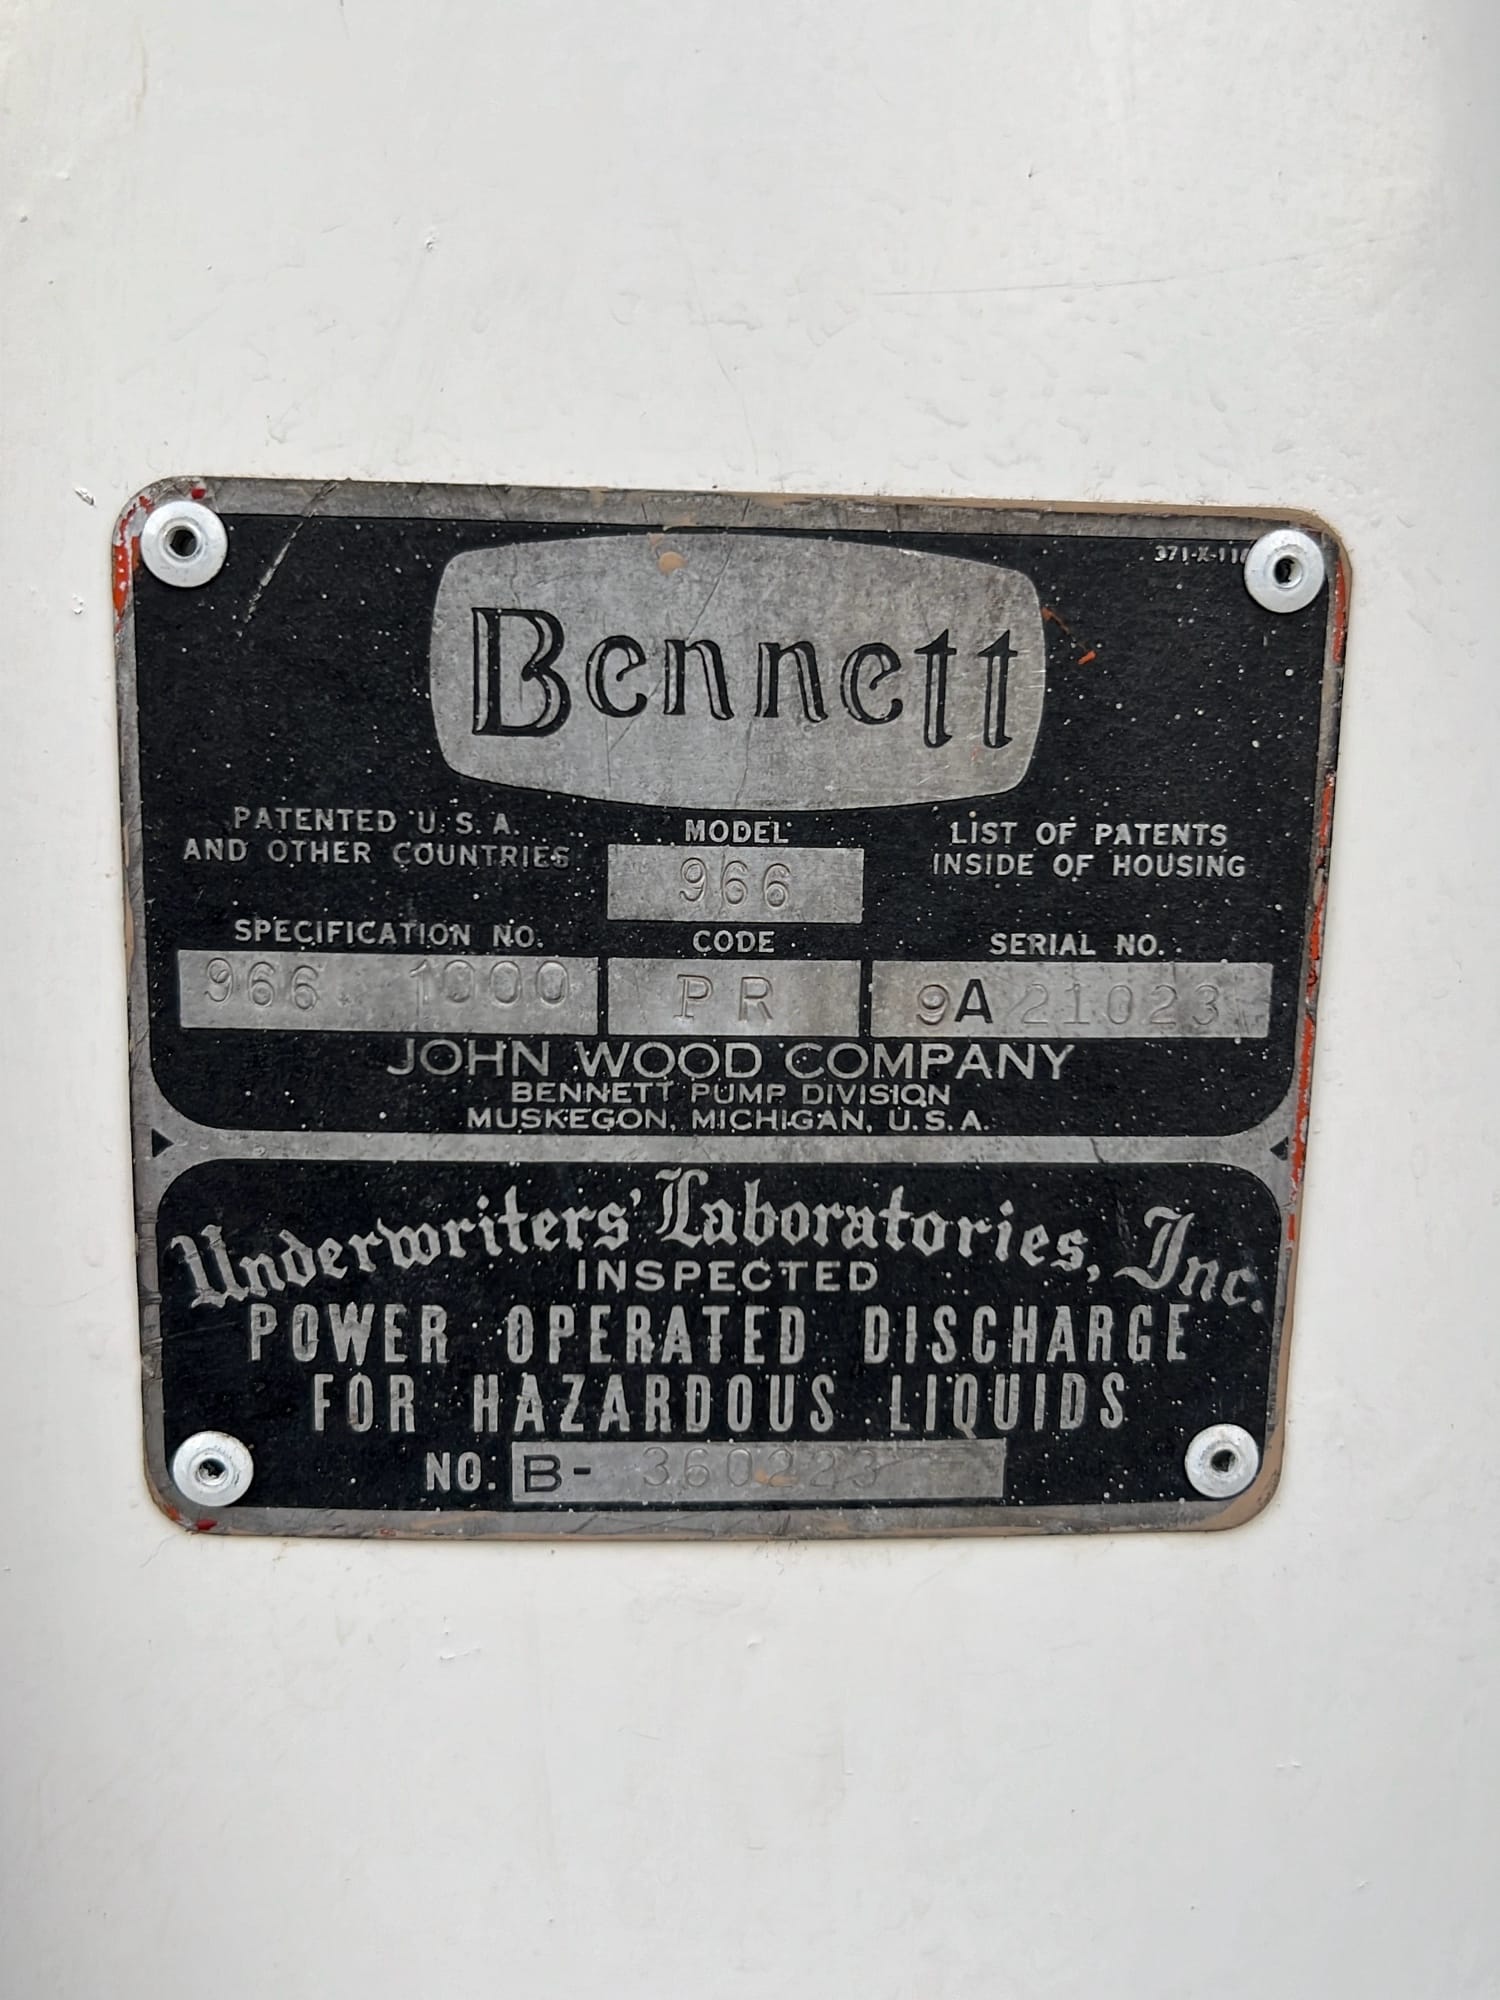 371-X-11
Bennett
PATENTED U.S.A.
AND OTHER COUNTRIES
MODEL
966
LIST OF PATENTS
INSIDE OF HOUSING
SPECIFICATION NO.
966 1000
CODE
PR
SERIAL NO.
9A 21023
JOHN WOOD COMPANY
BENNETT PUMP DIVISION
MUSKEGON, MICHIGAN, U.S.A.
Underwriters' Laboratories, Inc.
INSPECTED
POWER OPERATED DISCHARGE
FOR HAZARDOUS LIQUIDS
NO. B- 360223